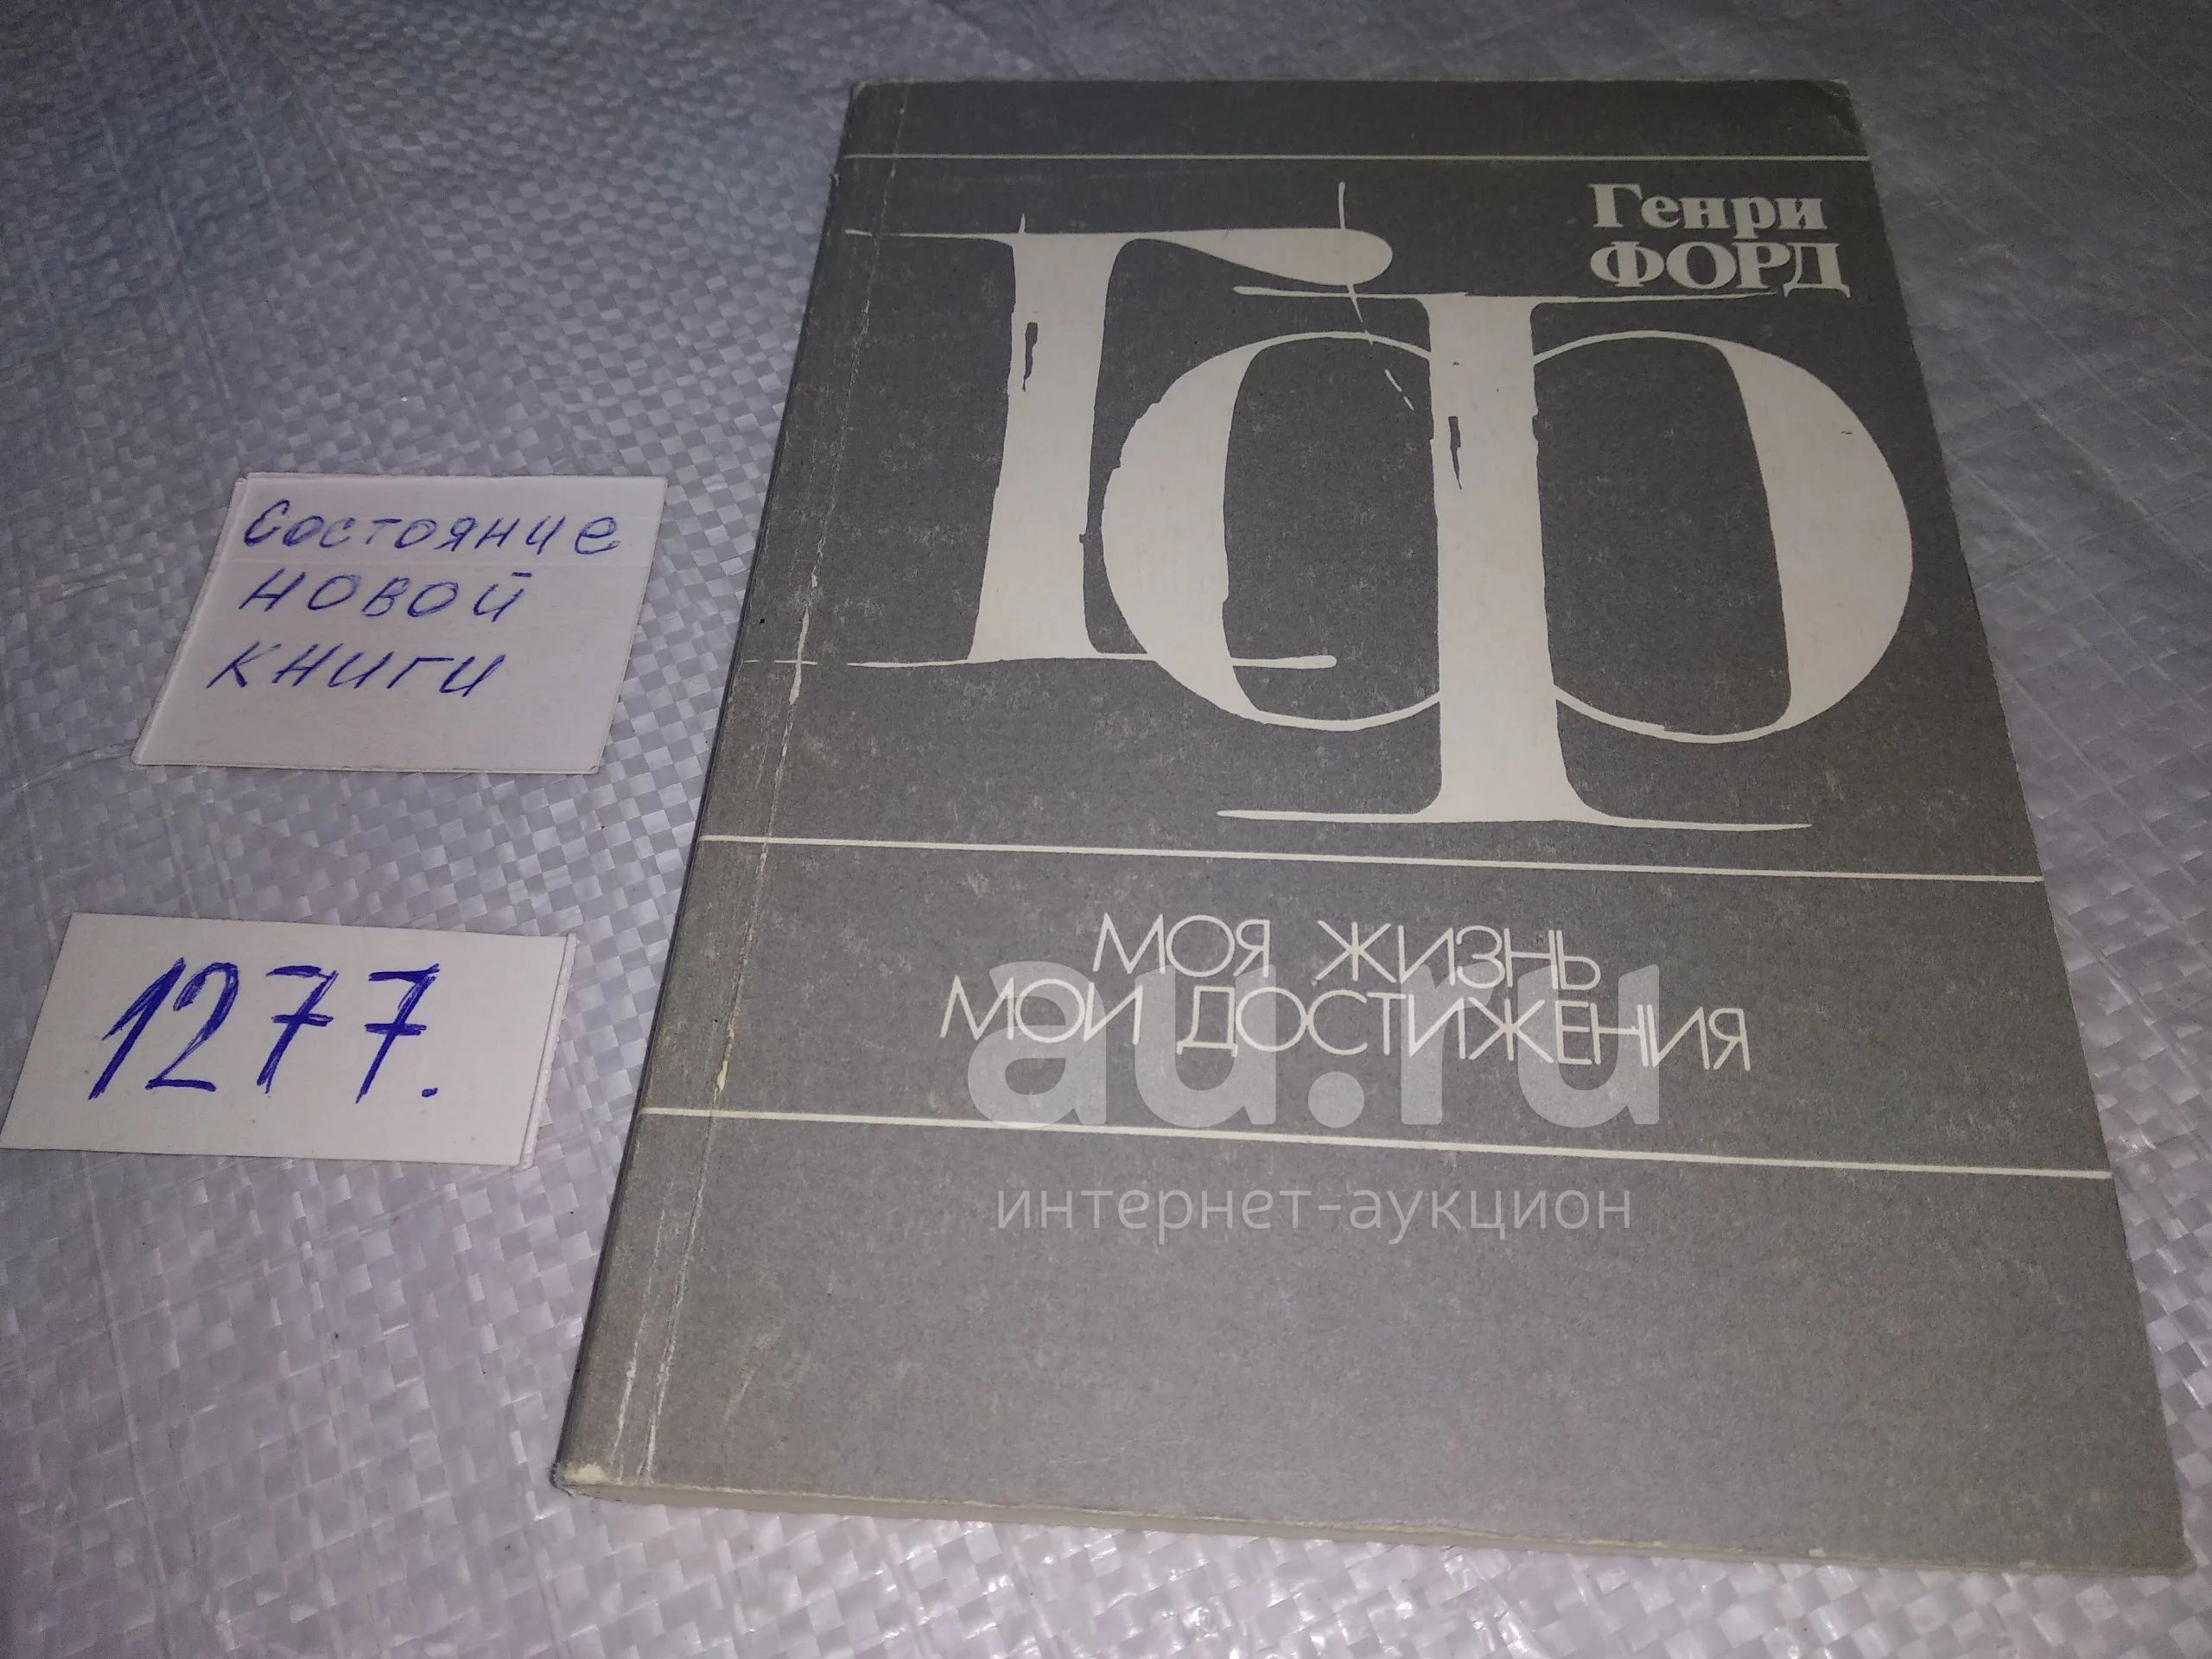 Генри
ФОРД
ГФ
Состояние
новой
книги
1277.
МОЯ ЖИЗНЬ
МОИ ДОСТИЖЕНИЯ
au.ru
интернет-аукцион